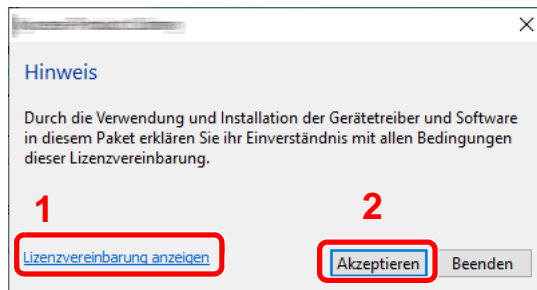 Hinweis
Durch die Verwendung und Installation der Gerätetreiber und Software
in diesem Paket erklären Sie ihr Einverständnis mit allen Bedingungen
dieser Lizenzvereinbarung.
1
2
Lizenzvereinbarung anzeigen
Akzeptieren
Beenden